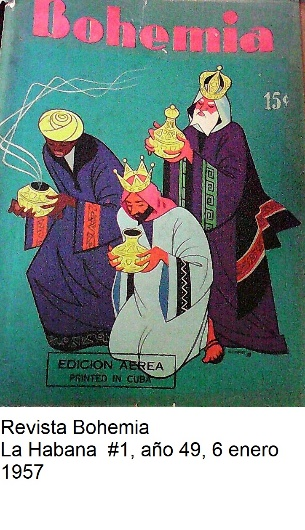 Bohemia
15¢
EDICION AEREA
PRINTED IN CUBA
Revista Bohemia
La Habana  #1, año 49, 6 enero
1957